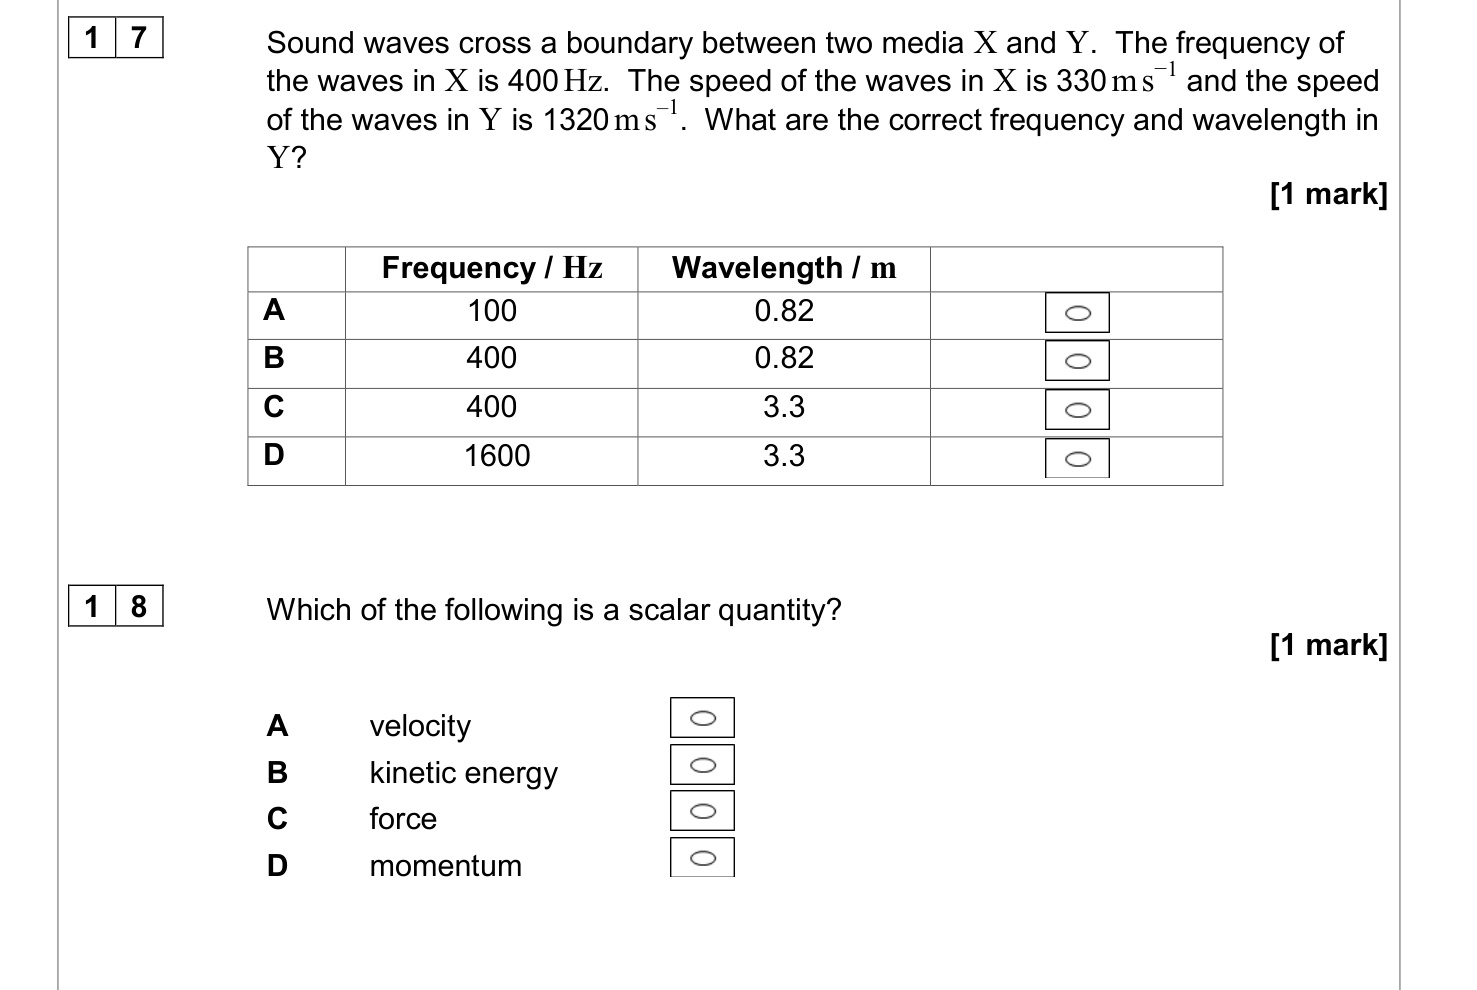 1 7
Sound waves cross a boundary between two media X and Y. The frequency of
the waves in X is 400 Hz. The speed of the waves in X is 330 m s⁻¹ and the speed
of the waves in Y is 1320 m s⁻¹. What are the correct frequency and wavelength in
Y?
[1 mark]
Frequency / Hz Wavelength / m
A 100 0.82
B 400 0.82
C 400 3.3
D 1600 3.3
1 8
Which of the following is a scalar quantity?
[1 mark]
A velocity
B kinetic energy
C force
D momentum